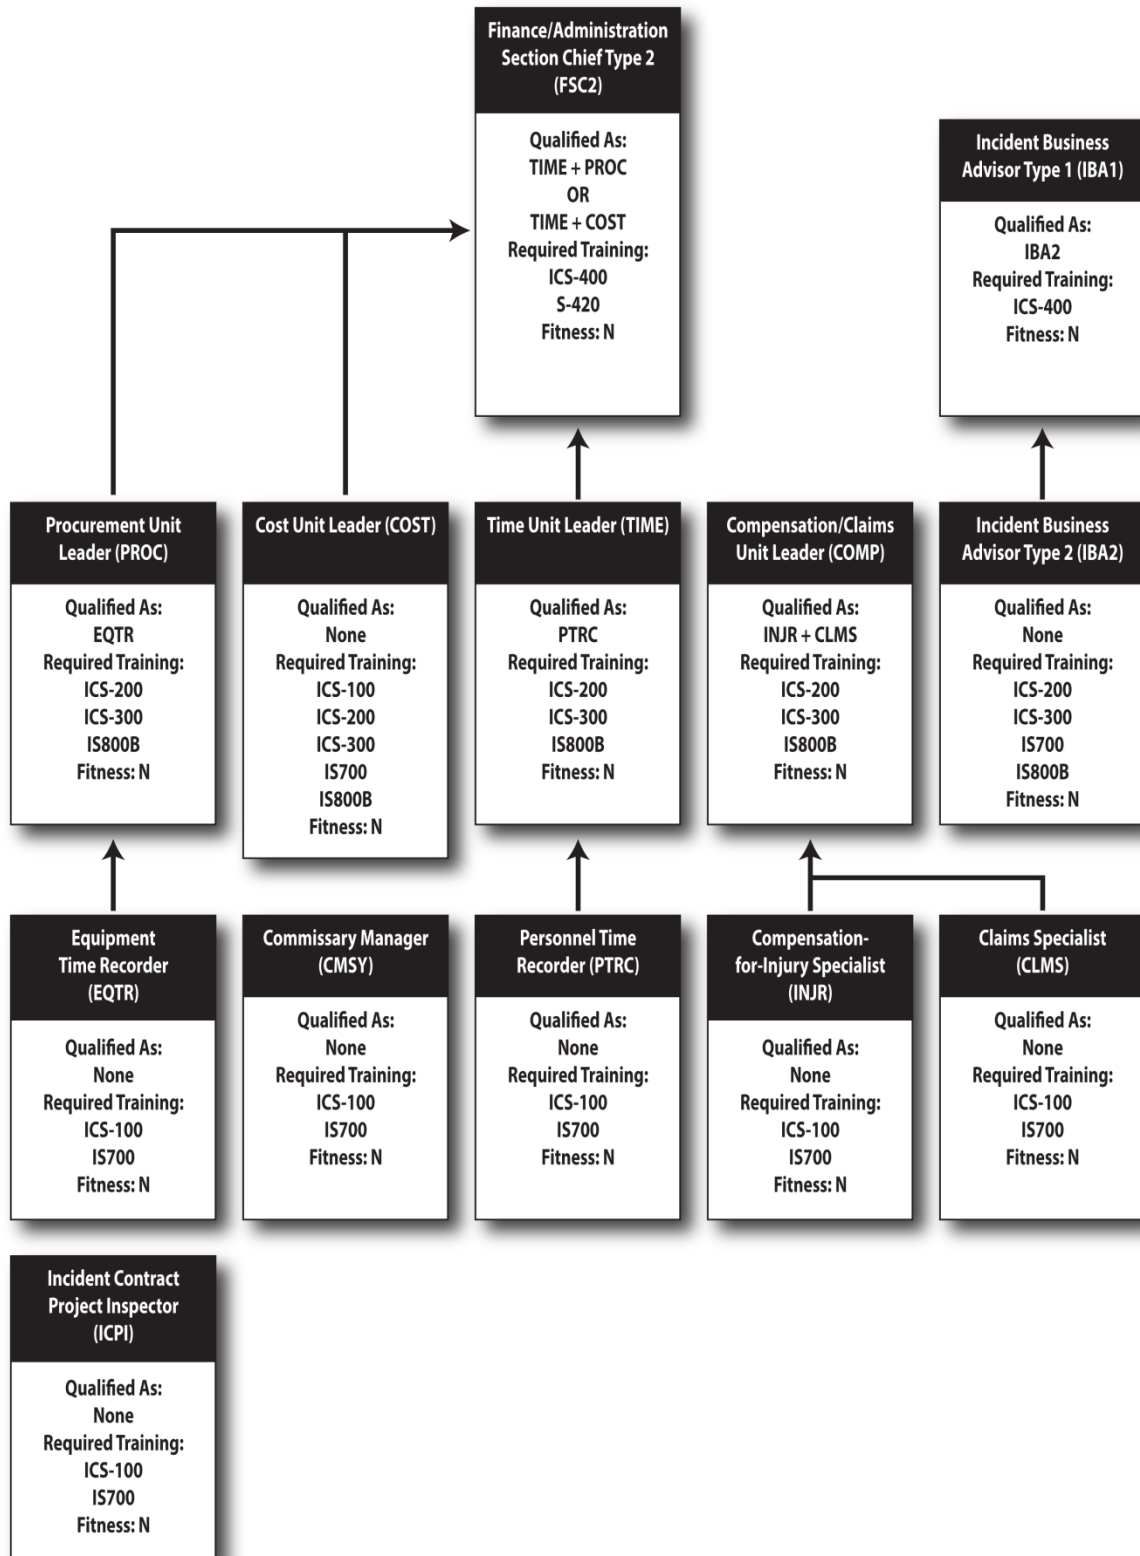 Finance/Administration
Section Chief Type 2
(FSC2)
Qualified As:
TIME + PROC
OR
TIME + COST
Required Training:
ICS-400
S-420
Fitness: N
Incident Business
Advisor Type 1 (IBA1)
Qualified As:
IBA2
Required Training:
ICS-400
Fitness: N
Procurement Unit
Leader (PROC)
Qualified As:
EQTR
Required Training:
ICS-200
ICS-300
IS800B
Fitness: N
Cost Unit Leader (COST)
Qualified As:
None
Required Training:
ICS-100
ICS-200
ICS-300
IS700
IS800B
Fitness: N
Time Unit Leader (TIME)
Qualified As:
PTRC
Required Training:
ICS-200
ICS-300
IS800B
Fitness: N
Compensation/Claims
Unit Leader (COMP)
Qualified As:
INJR + CLMS
Required Training:
ICS-200
ICS-300
IS800B
Fitness: N
Incident Business
Advisor Type 2 (IBA2)
Qualified As:
None
Required Training:
ICS-200
ICS-300
IS700
IS800B
Fitness: N
Equipment
Time Recorder
(EQTR)
Qualified As:
None
Required Training:
ICS-100
IS700
Fitness: N
Commissary Manager
(CMSY)
Qualified As:
None
Required Training:
ICS-100
IS700
Fitness: N
Personnel Time
Recorder (PTRC)
Qualified As:
None
Required Training:
ICS-100
IS700
Fitness: N
Compensation-
for-Injury Specialist
(INJR)
Qualified As:
None
Required Training:
ICS-100
IS700
Fitness: N
Claims Specialist
(CLMS)
Qualified As:
None
Required Training:
ICS-100
IS700
Fitness: N
Incident Contract
Project Inspector
(ICPI)
Qualified As:
None
Required Training:
ICS-100
IS700
Fitness: N